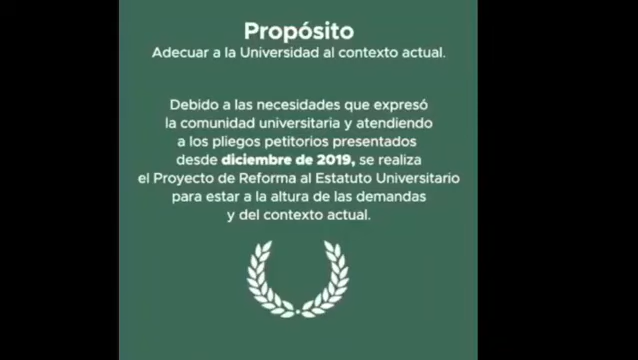 Propósito
Adecuar a la Universidad al contexto actual.
Debido a las necesidades que expresó
la comunidad universitaria y atendiendo
a los pliegos petitorios presentados
desde diciembre de 2019, se realiza
el Proyecto de Reforma al Estatuto Universitario
para estar a la altura de las demandas
y del contexto actual.